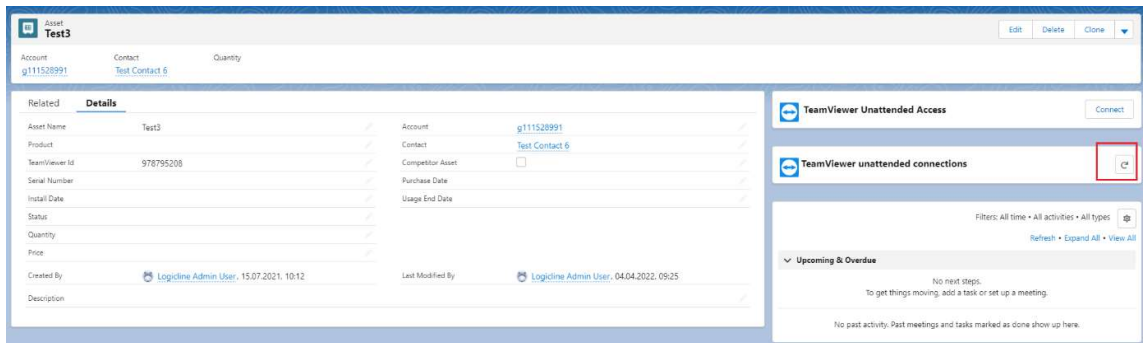 Asset
Test3
Edit Delete Clone
Account Contact Quantity
g111528991 Test Contact 6
Related Details
Asset Name Test3 Account g111528991
Product Contact Test Contact 6
TeamViewer Id 978795208 Competitor Asset
Serial Number Purchase Date
Install Date Usage End Date
Status
Quantity
Price
Created By Logicline Admin User, 15.07.2021, 10:12 Last Modified By Logicline Admin User, 04.04.2022, 09:25
Description
TeamViewer Unattended Access Connect
TeamViewer unattended connections
Filters: All time • All activities • All types
Refresh • Expand All • View All
Upcoming & Overdue
No next steps.
To get things moving, add a task or set up a meeting.
No past activity. Past meetings and tasks marked as done show up here.